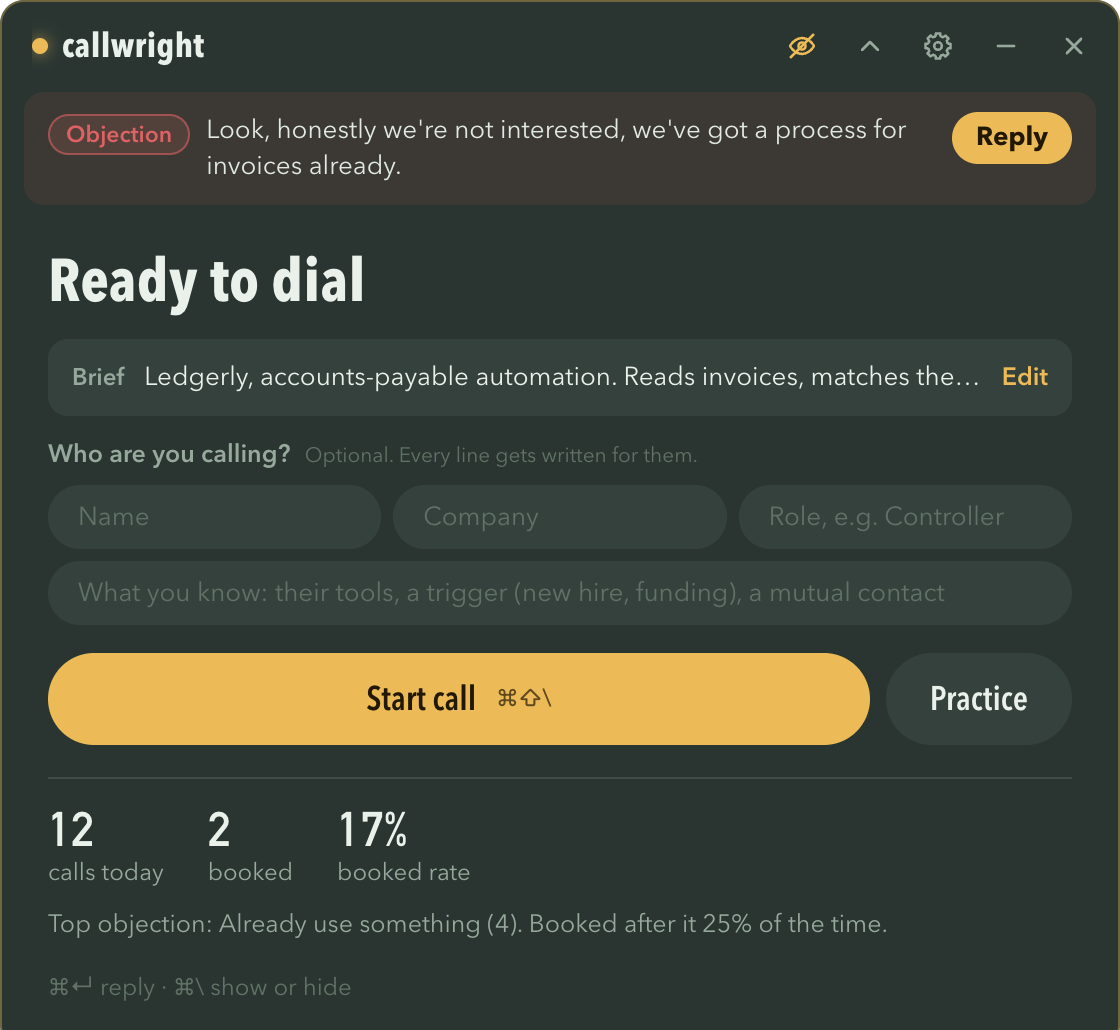 callwright
Objection
Look, honestly we're not interested, we've got a process for
invoices already.
Reply
Ready to dial
Brief Ledgerly, accounts-payable automation. Reads invoices, matches the… Edit
Who are you calling? Optional. Every line gets written for them.
Name Company Role, e.g. Controller
What you know: their tools, a trigger (new hire, funding), a mutual contact
Start call ⌘⇧\ Practice
12 2 17%
calls today booked booked rate
Top objection: Already use something (4). Booked after it 25% of the time.
⌘↵ reply · ⌘\ show or hide